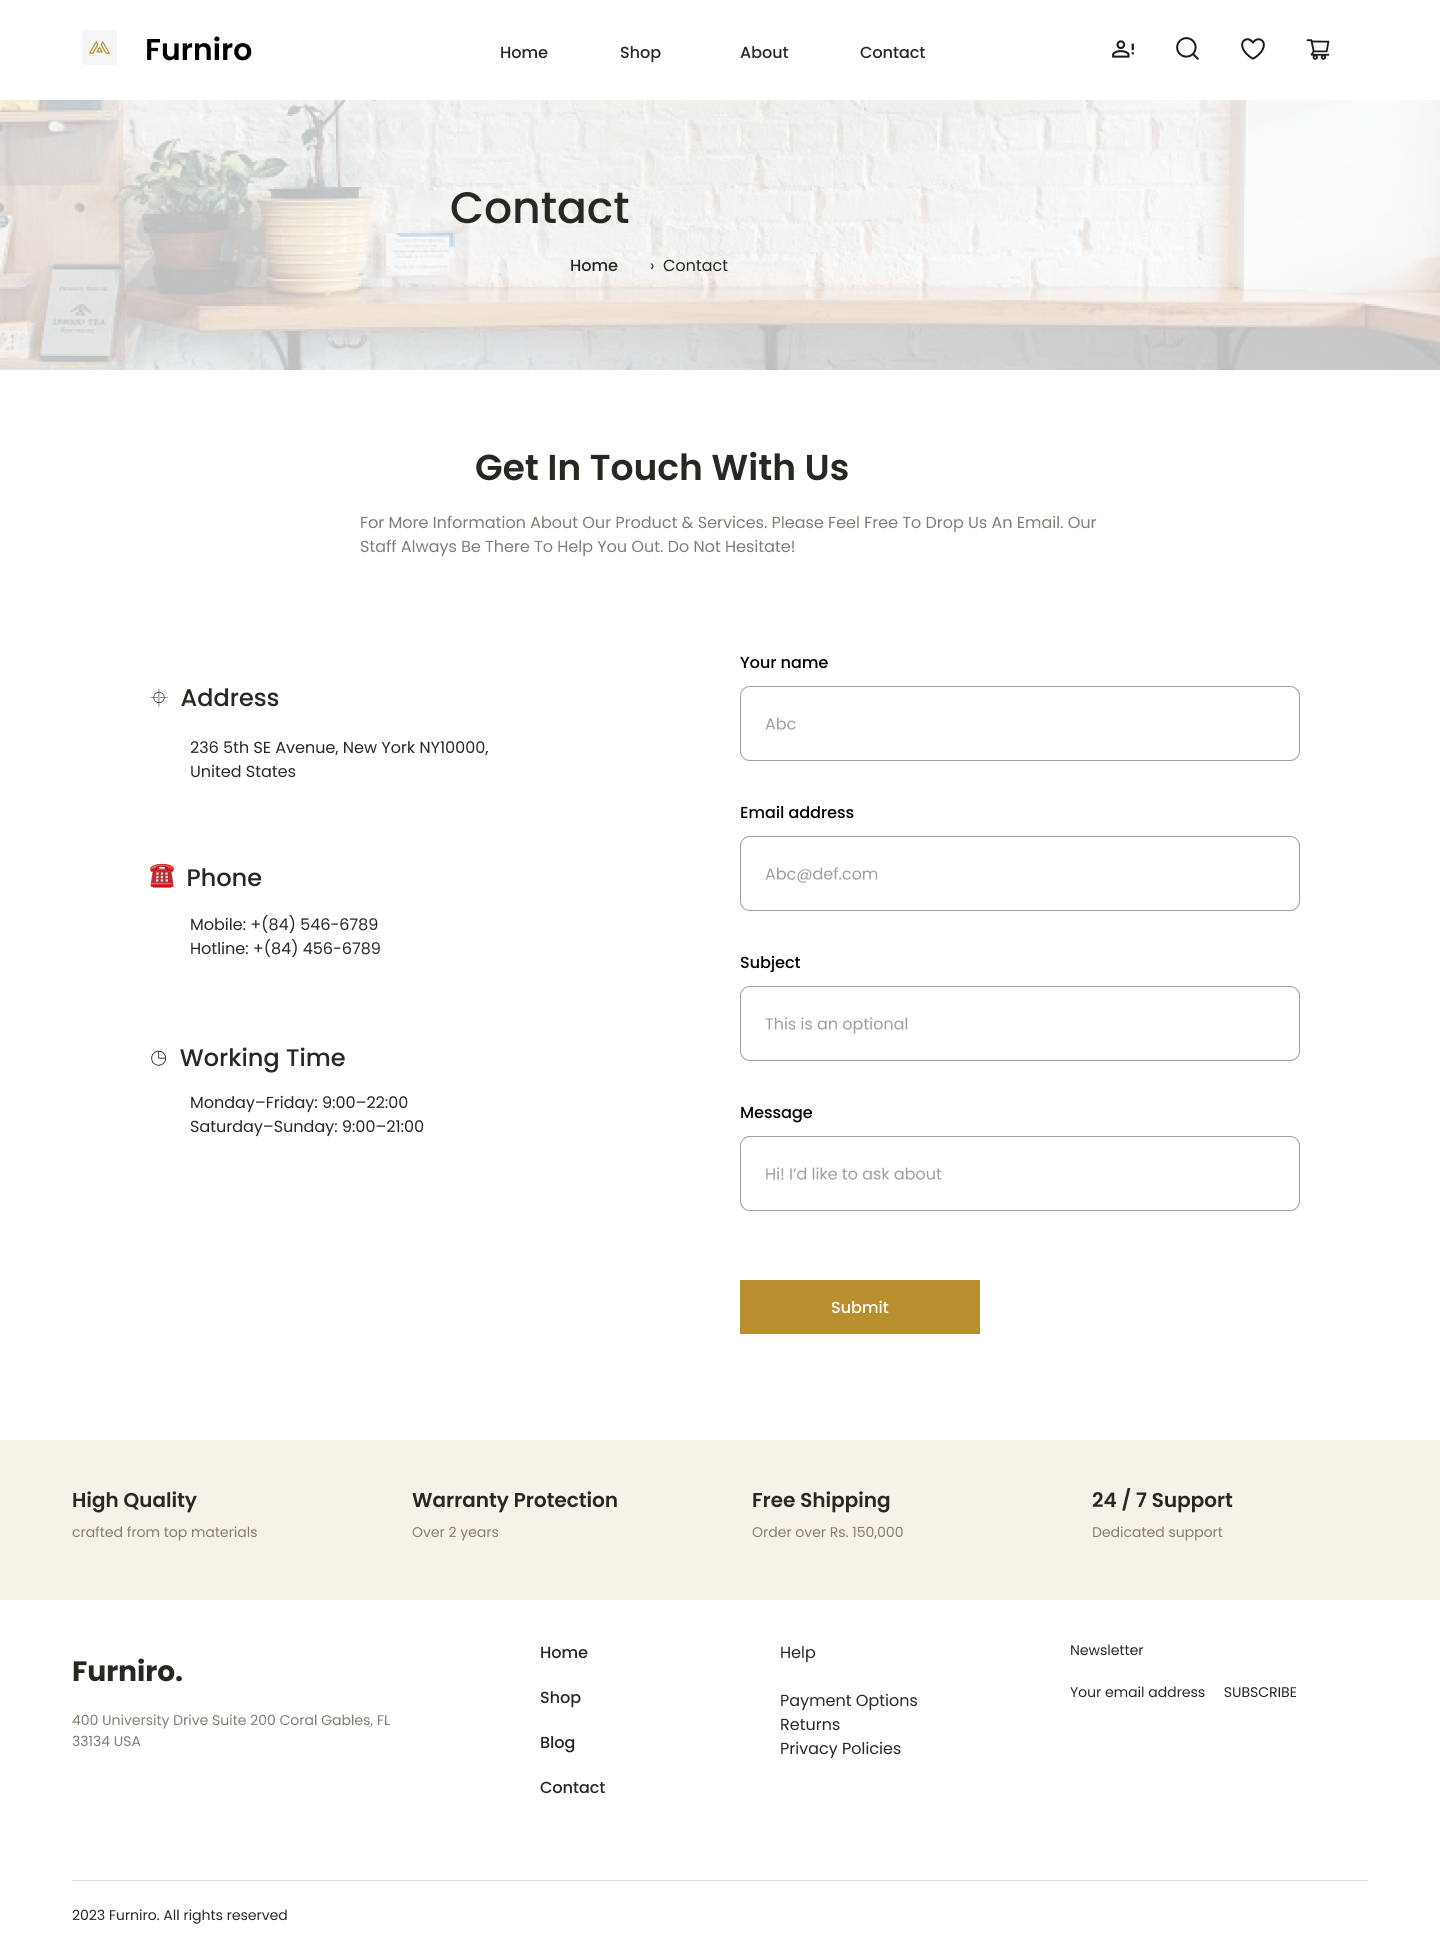 Furniro
Home Shop About Contact
Contact
Home › Contact
Get In Touch With Us
For More Information About Our Product & Services. Please Feel Free To Drop Us An Email. Our
Staff Always Be There To Help You Out. Do Not Hesitate!
Address
236 5th SE Avenue, New York NY10000,
United States
Phone
Mobile: +(84) 546-6789
Hotline: +(84) 456-6789
Working Time
Monday–Friday: 9:00–22:00
Saturday–Sunday: 9:00–21:00
Your name
Abc
Email address
Abc@def.com
Subject
This is an optional
Message
Hi! I’d like to ask about
Submit
High Quality
crafted from top materials
Warranty Protection
Over 2 years
Free Shipping
Order over Rs. 150,000
24 / 7 Support
Dedicated support
Furniro.
400 University Drive Suite 200 Coral Gables, FL
33134 USA
Home
Shop
Blog
Contact
Help
Payment Options
Returns
Privacy Policies
Newsletter
Your email address SUBSCRIBE
2023 Furniro. All rights reserved